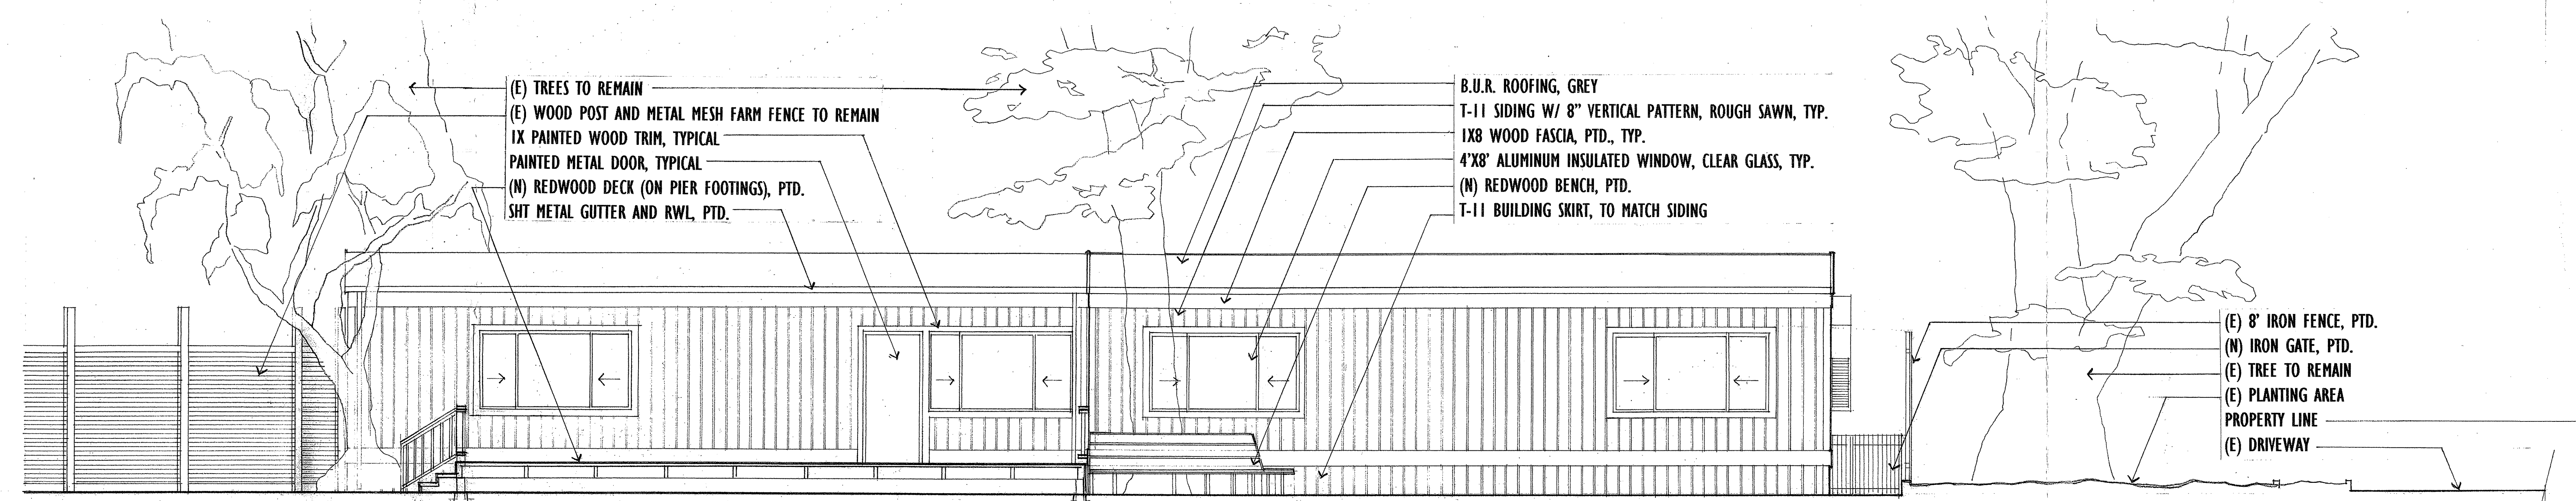 (E) TREES TO REMAIN
(E) WOOD POST AND METAL MESH FARM FENCE TO REMAIN
1X PAINTED WOOD TRIM, TYPICAL
PAINTED METAL DOOR, TYPICAL
(N) REDWOOD DECK (ON PIER FOOTINGS), PTD.
SHT METAL GUTTER AND RWL, PTD.
B.U.R. ROOFING, GREY
T-11 SIDING W/ 8" VERTICAL PATTERN, ROUGH SAWN, TYP.
1X8 WOOD FASCIA, PTD., TYP.
4'X8' ALUMINUM INSULATED WINDOW, CLEAR GLASS, TYP.
(N) REDWOOD BENCH, PTD.
T-11 BUILDING SKIRT, TO MATCH SIDING
(E) 8' IRON FENCE, PTD.
(N) IRON GATE, PTD.
(E) TREE TO REMAIN
(E) PLANTING AREA
PROPERTY LINE
(E) DRIVEWAY